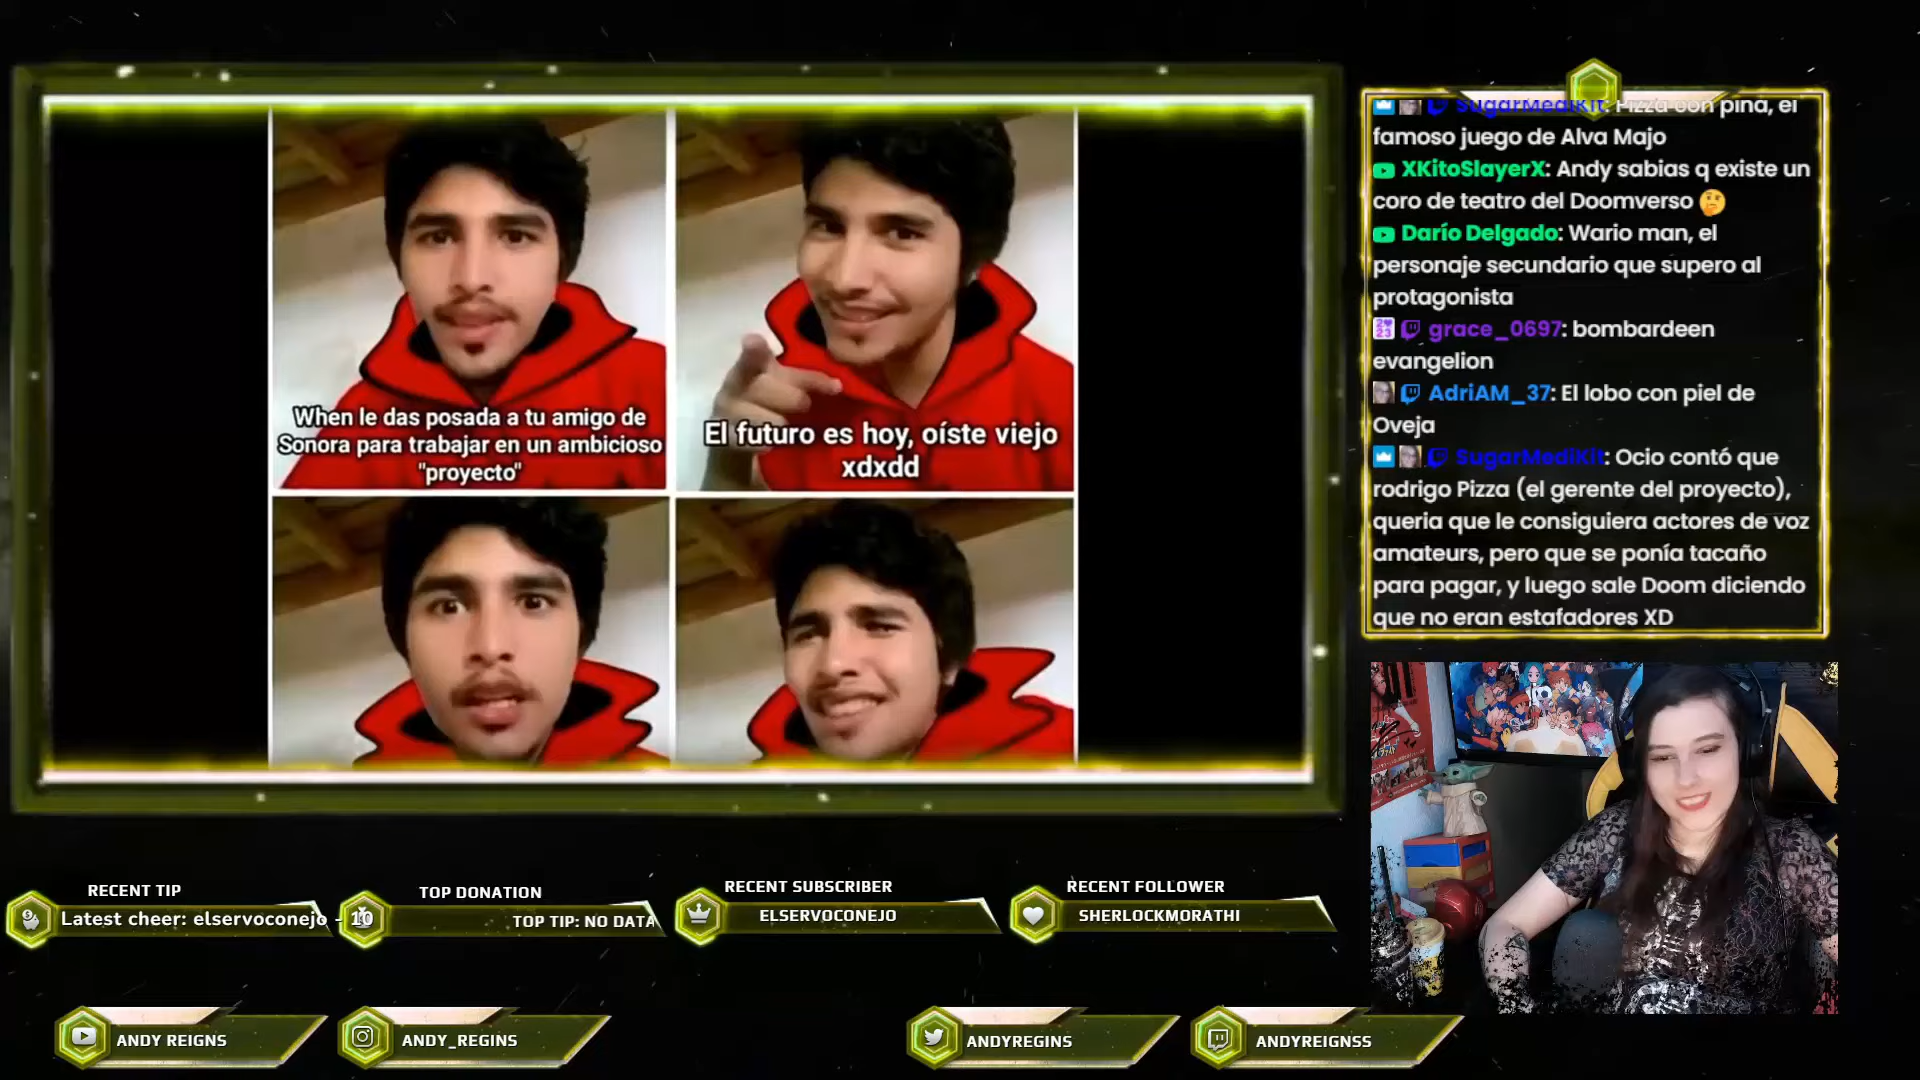 When le das posada a tu amigo de
Sonora para trabajar en un ambicioso
"proyecto"
El futuro es hoy, oíste viejo
xdxdd
SugarMediKit: Pizza con piña, el
famoso juego de Alva Majo
XKitoSlayerX: Andy sabias q existe un
coro de teatro del Doomverso 🤔
Darío Delgado: Wario man, el
personaje secundario que supero al
protagonista
grace_0697: bombardeen
evangelion
AdriAM_37: El lobo con piel de
Oveja
SugarMediKit: Ocio contó que
rodrigo Pizza (el gerente del proyecto),
queria que le consiguiera actores de voz
amateurs, pero que se ponía tacaño
para pagar, y luego sale Doom diciendo
que no eran estafadores XD
RECENT TIP
Latest cheer: elservoconejo - 10
TOP DONATION
TOP TIP: NO DATA
RECENT SUBSCRIBER
ELSERVOCONEJO
RECENT FOLLOWER
SHERLOCKMORATHI
ANDY REIGNS
ANDY_REGINS
ANDYREGINS
ANDYREIGNSS